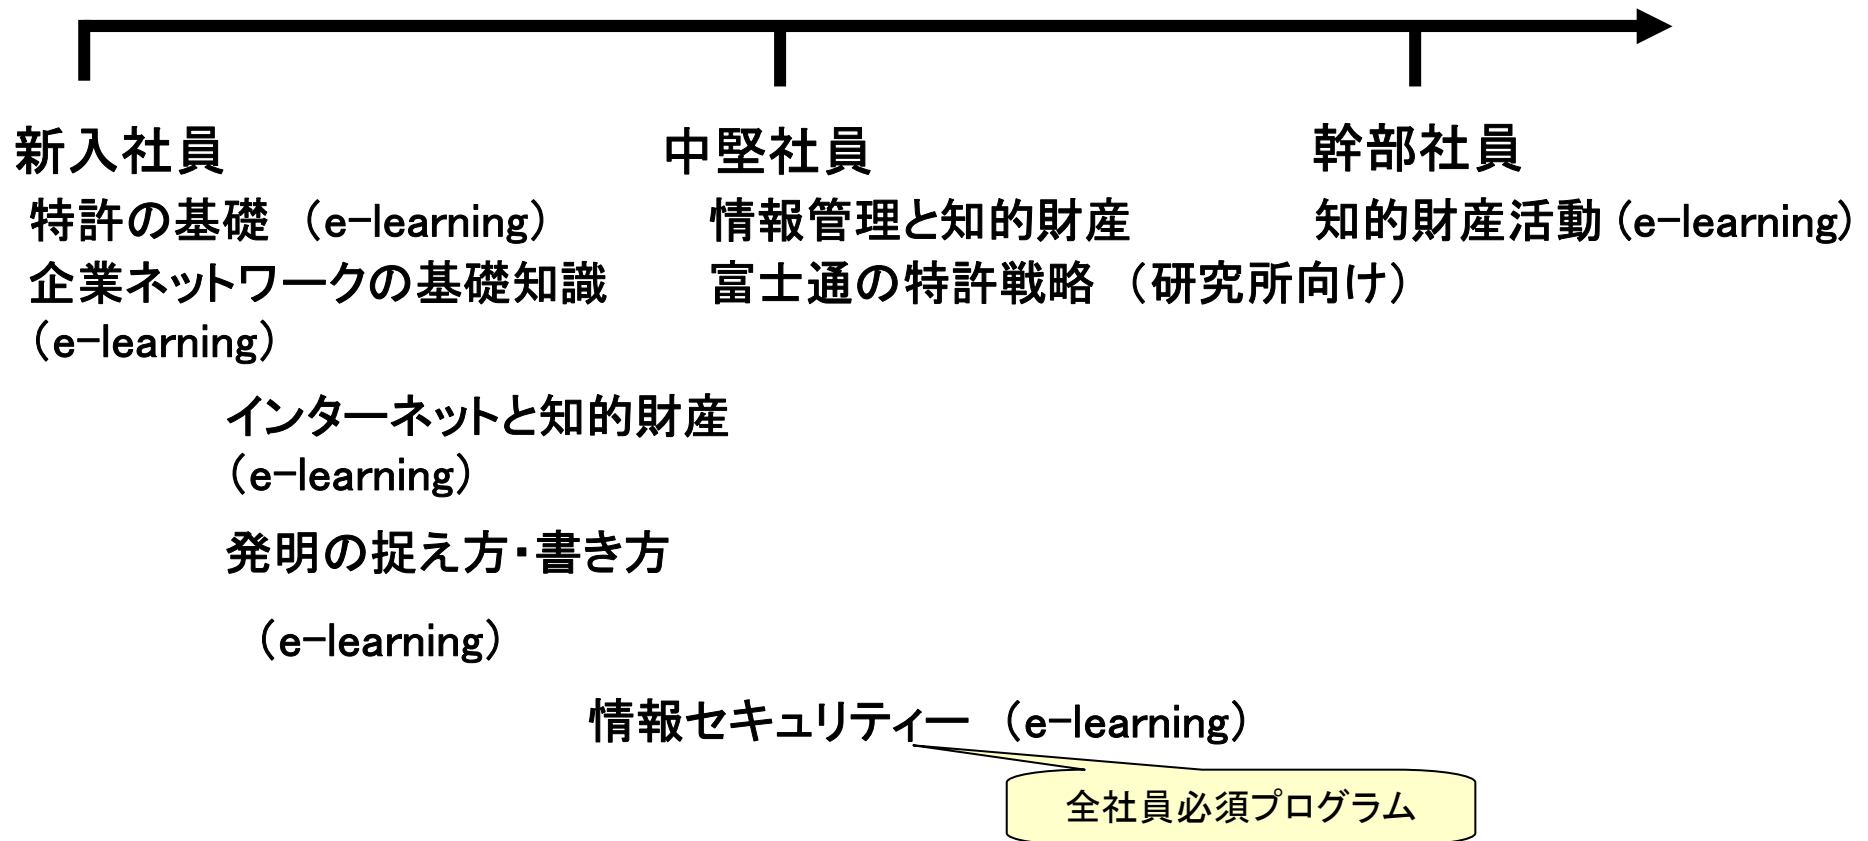 新入社員
特許の基礎 （e-learning）
企業ネットワークの基礎知識
（e-learning）
中堅社員
情報管理と知的財産
富士通の特許戦略 （研究所向け）
幹部社員
知的財産活動 (e-learning)
インターネットと知的財産
（e-learning）
発明の捉え方・書き方
（e-learning）
情報セキュリティー （e-learning）
全社員必須プログラム